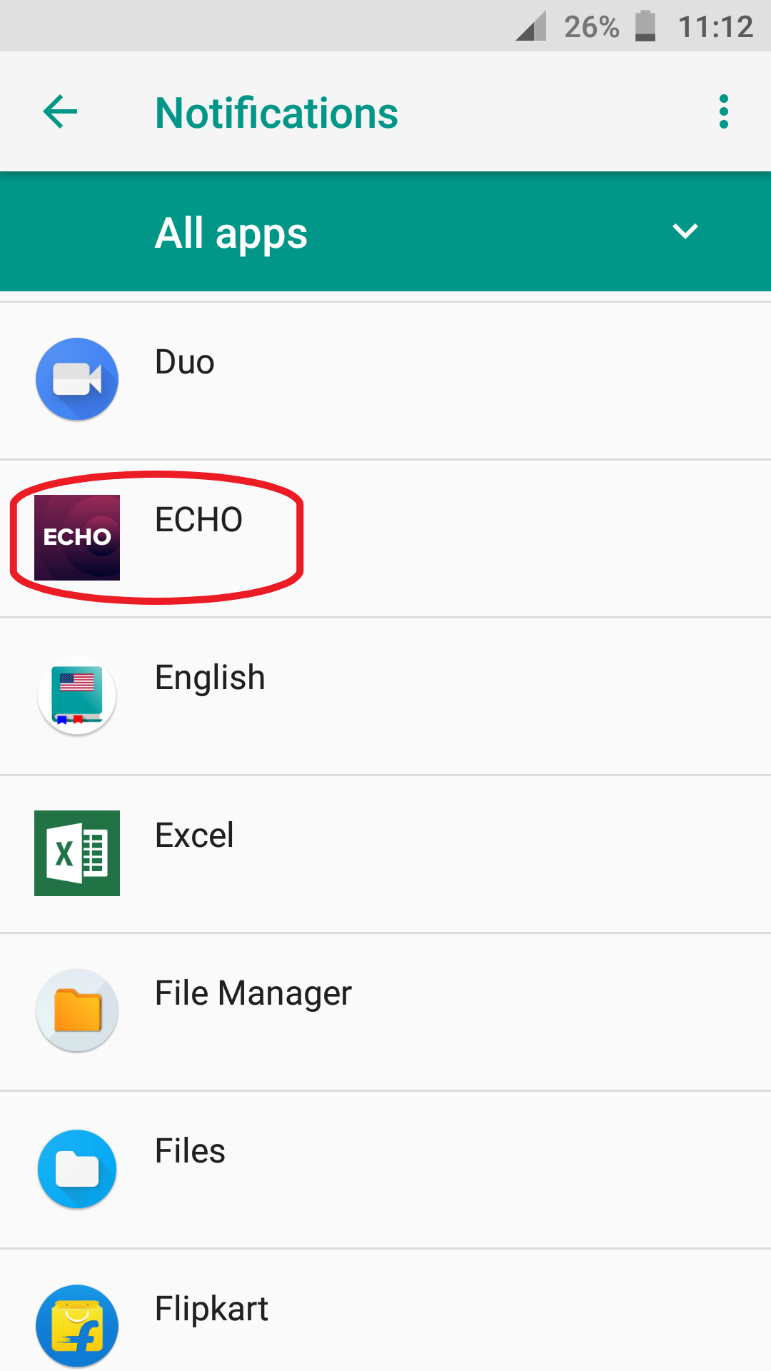 26% 11:12
Notifications
All apps
Duo
ECHO
ECHO
English
X
Excel
File Manager
Files
f
Flipkart